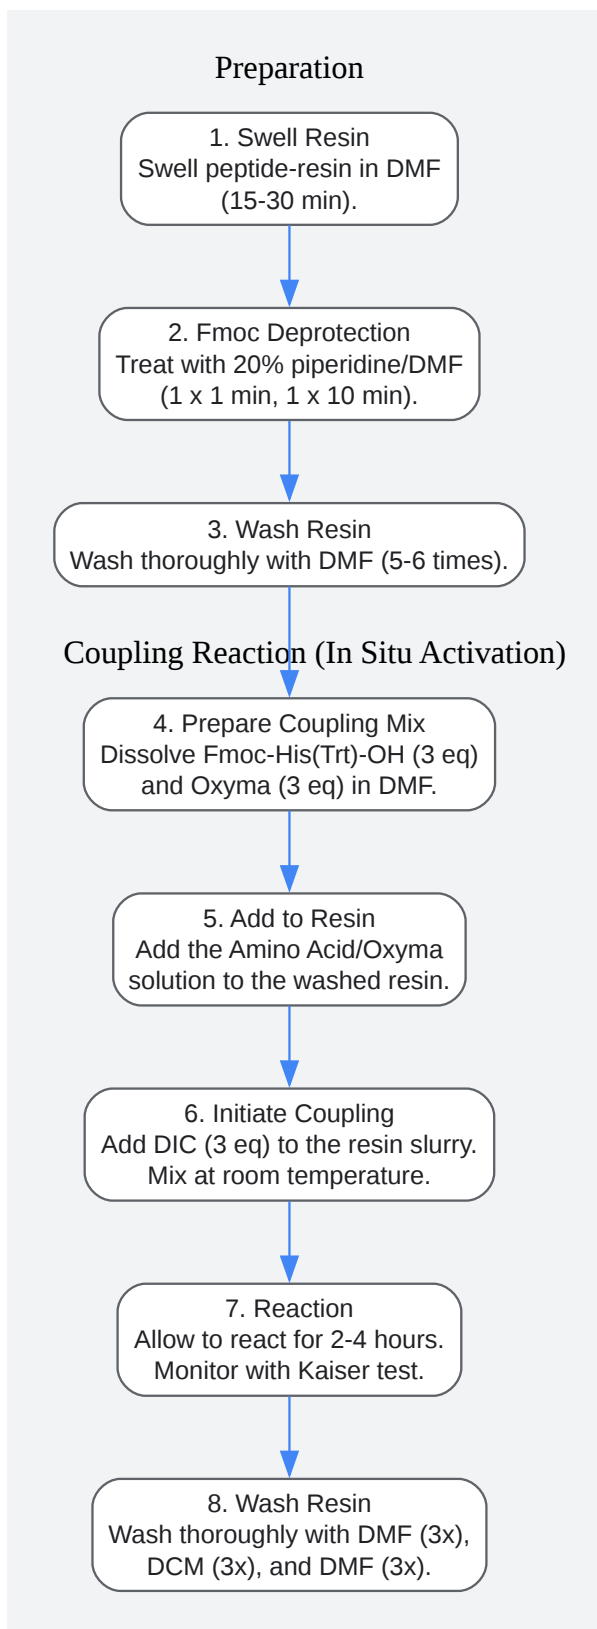 Preparation
1. Swell Resin
Swell peptide-resin in DMF
(15-30 min).
2. Fmoc Deprotection
Treat with 20% piperidine/DMF
(1 x 1 min, 1 x 10 min).
3. Wash Resin
Wash thoroughly with DMF (5-6 times).
Coupling Reaction (In Situ Activation)
4. Prepare Coupling Mix
Dissolve Fmoc-His(Trt)-OH (3 eq)
and Oxyma (3 eq) in DMF.
5. Add to Resin
Add the Amino Acid/Oxyma
solution to the washed resin.
6. Initiate Coupling
Add DIC (3 eq) to the resin slurry.
Mix at room temperature.
7. Reaction
Allow to react for 2-4 hours.
Monitor with Kaiser test.
8. Wash Resin
Wash thoroughly with DMF (3x),
DCM (3x), and DMF (3x).